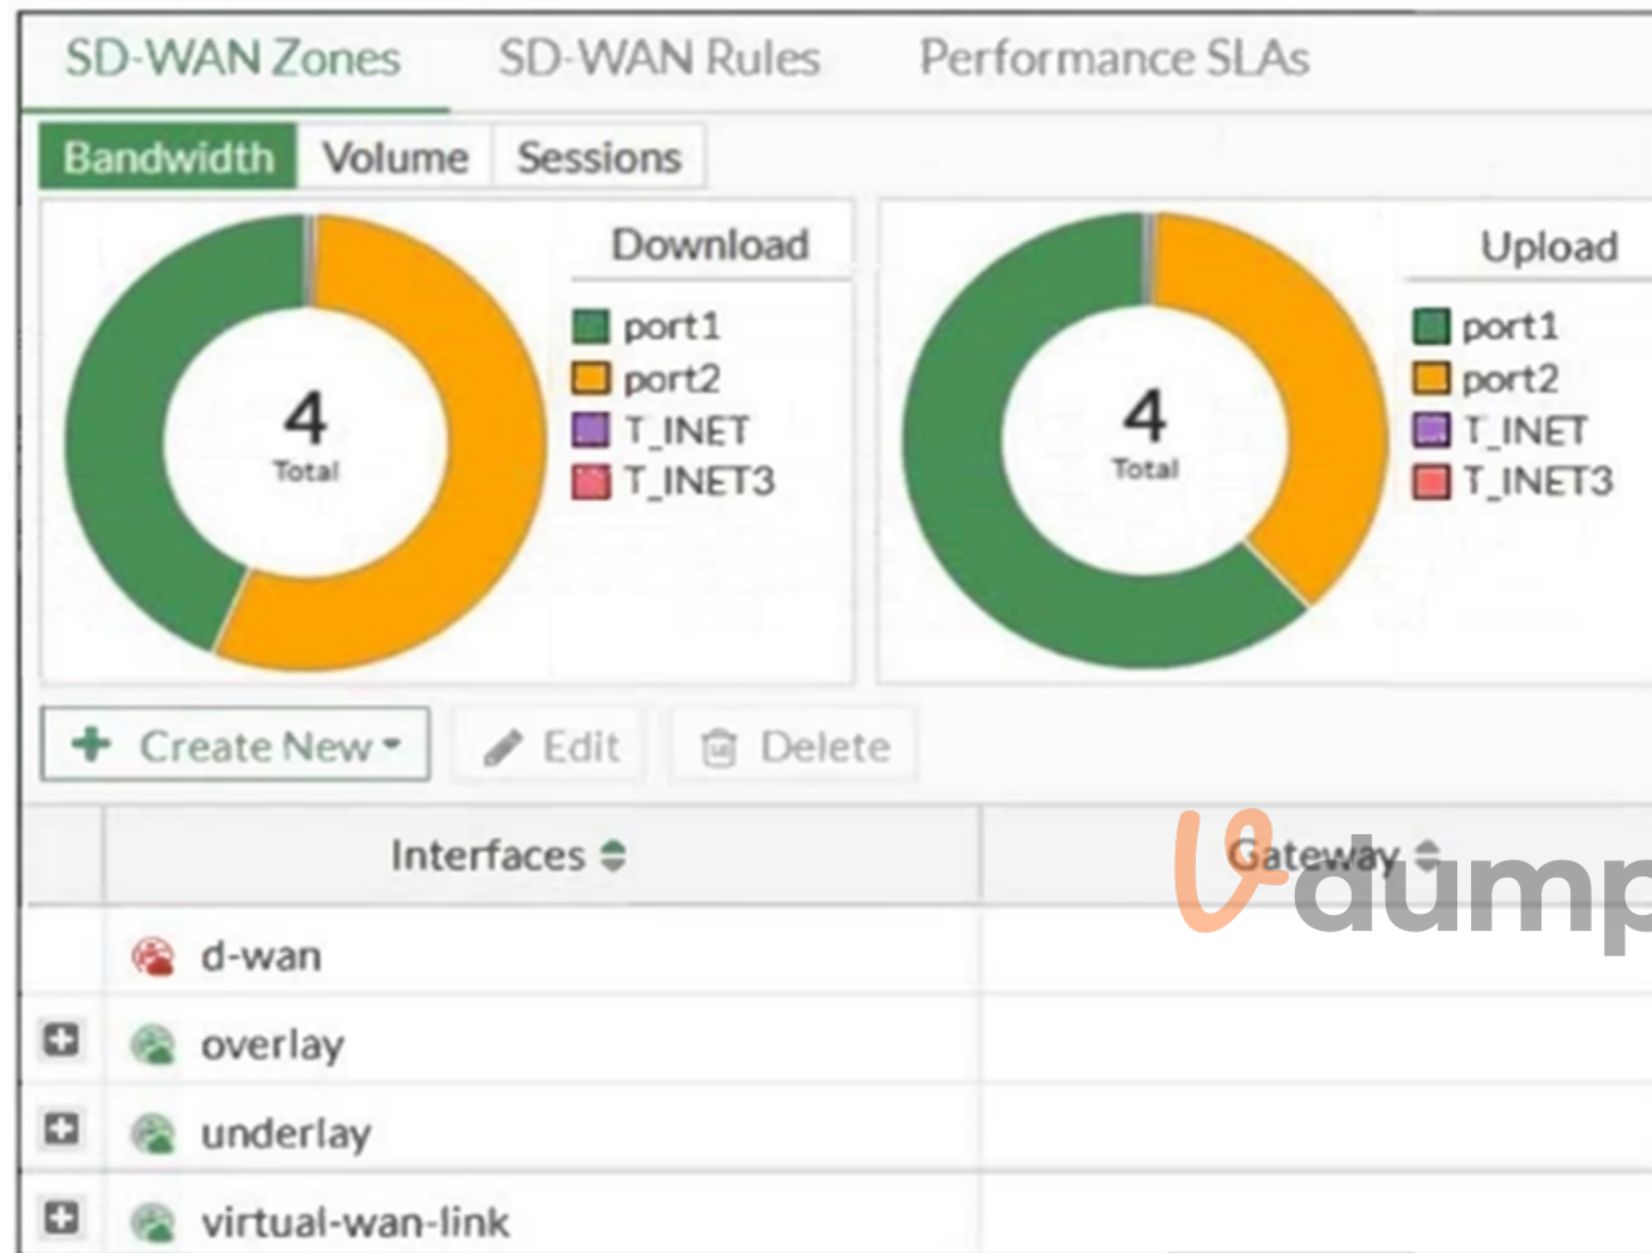 SD-WAN Zones SD-WAN Rules Performance SLAs
Bandwidth Volume Sessions
Download
port1
port2
T_INET
T_INET3
4
Total
Upload
port1
port2
T_INET
T_INET3
4
Total
Create New Edit Delete
Interfaces Gateway
dump
d-wan
overlay
underlay
virtual-wan-link